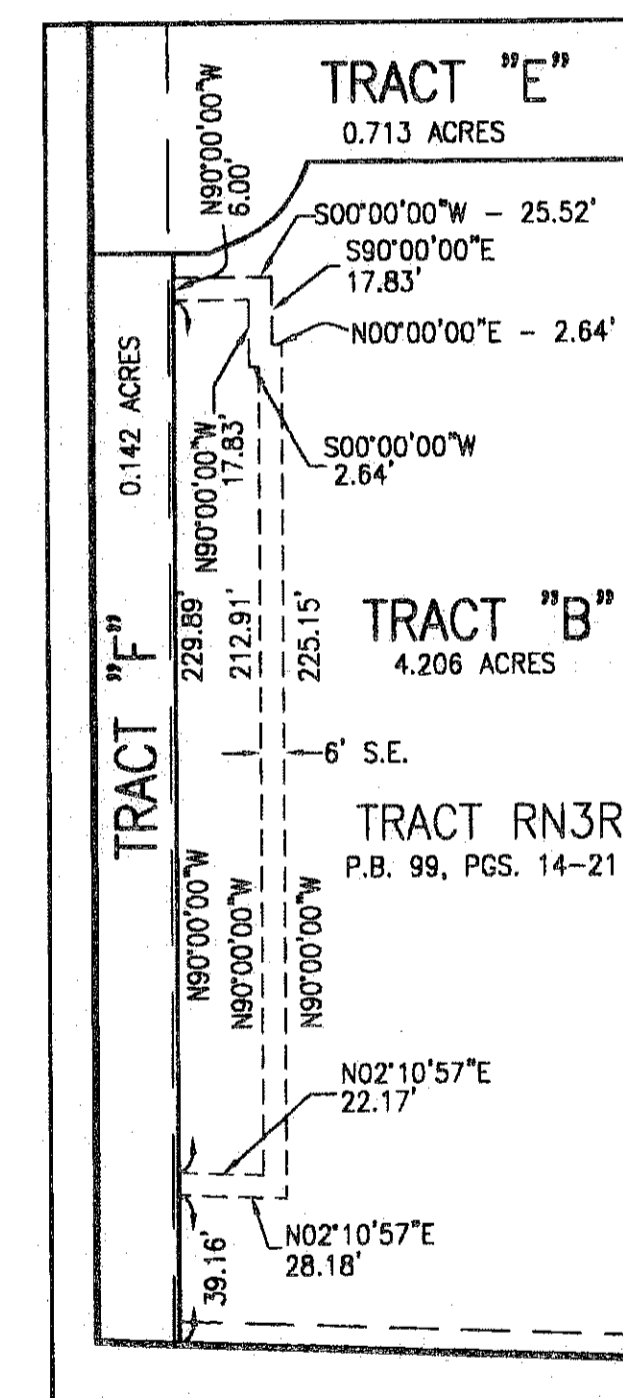 TRACT "E"
0.713 ACRES
N90°00'00"W
6.00'
S00°00'00"W - 25.52'
S90°00'00"E
17.83'
N00°00'00"E - 2.64'
0.142 ACRES
N90°00'00"W
17.83'
S00°00'00"W
2.64'
TRACT "F"
229.89'
212.91'
225.15'
TRACT "B"
4.206 ACRES
6' S.E.
TRACT RN3R
P.B. 99, PGS. 14-21
N90°00'00"W
N90°00'00"W
N90°00'00"W
N02°10'57"E
22.17'
39.16'
N02°10'57"E
28.18'